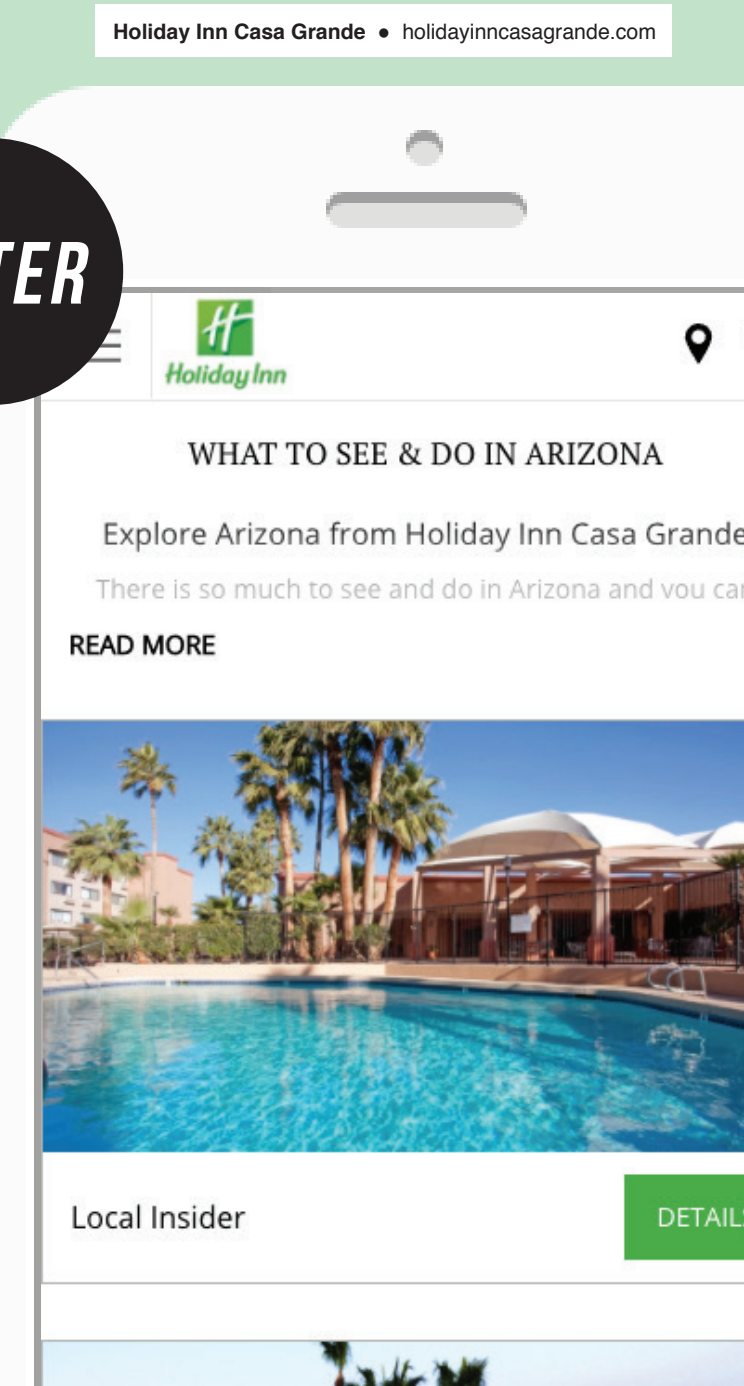 Holiday Inn Casa Grande ● holidayinncasagrande.com
TER
Holiday Inn
WHAT TO SEE & DO IN ARIZONA
Explore Arizona from Holiday Inn Casa Grande
There is so much to see and do in Arizona and you can
READ MORE
Local Insider
DETAILS